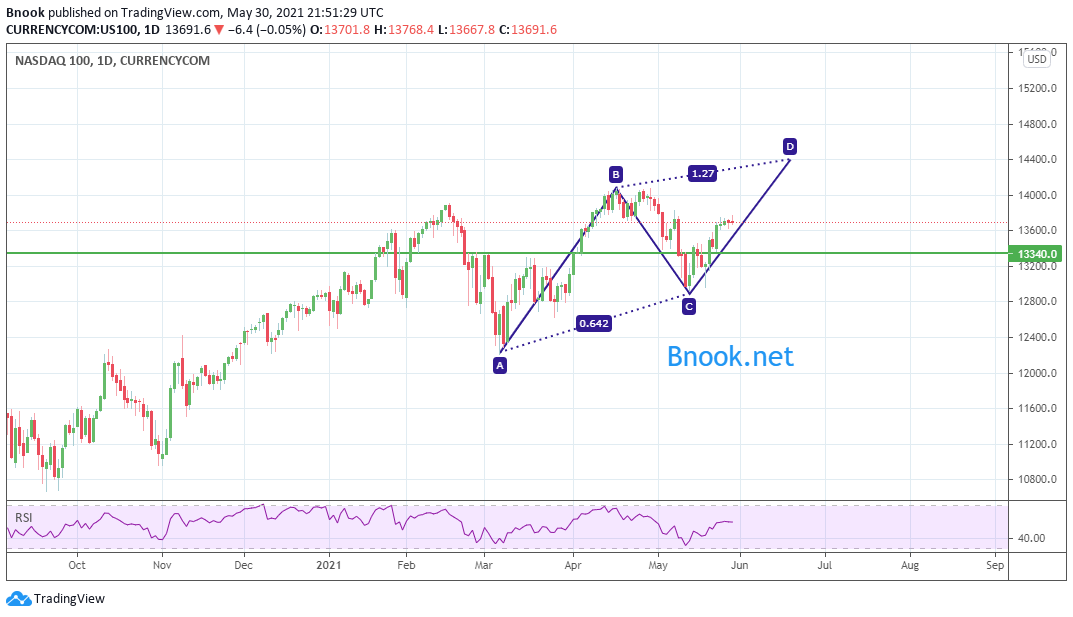 Bnook published on TradingView.com, May 30, 2021 21:51:29 UTC
CURRENCYCOM:US100, 1D 13691.6 ▼ −6.4 (−0.05%) O:13701.8 H:13768.4 L:13667.8 C:13691.6
NASDAQ 100, 1D, CURRENCYCOM
USD
15200.0
14800.0
14400.0
14000.0
13600.0
13340.0
13200.0
12800.0
12400.0
12000.0
11600.0
11200.0
10800.0
D
B
1.27
C
0.642
A
Bnook.net
RSI
40.00
Oct Nov Dec 2021 Feb Mar Apr May Jun Jul Aug Sep
TradingView